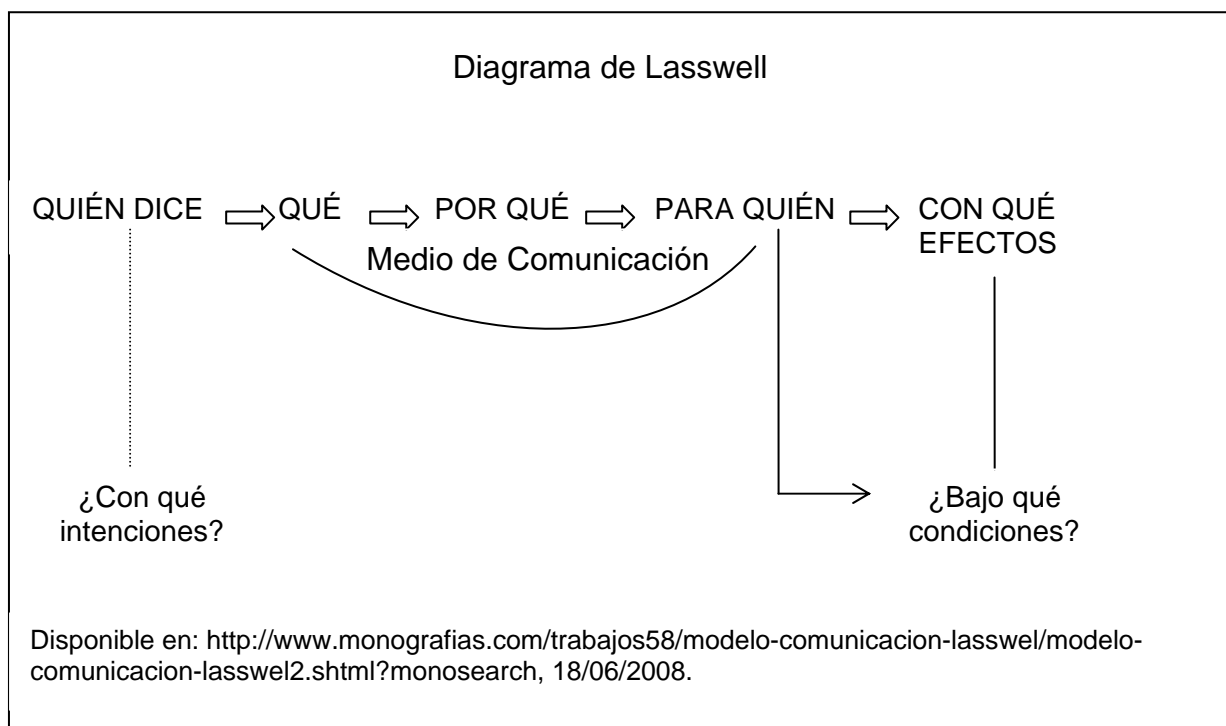 Diagrama de Lasswell
QUIÉN DICE QUÉ POR QUÉ PARA QUIÉN CON QUÉ
EFECTOS
Medio de Comunicación
¿Con qué
intenciones?
¿Bajo qué
condiciones?
Disponible en: http://www.monografias.com/trabajos58/modelo-comunicacion-lasswel/modelo-
comunicacion-lasswel2.shtml?monosearch, 18/06/2008.